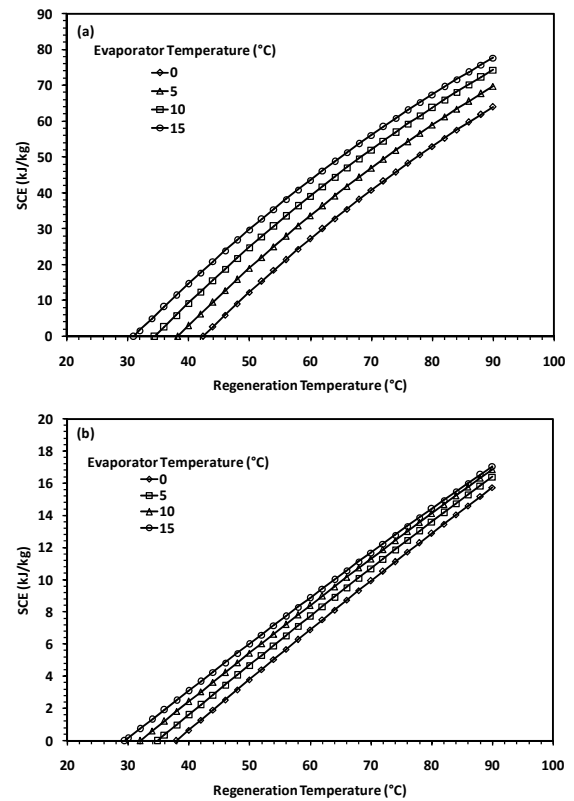 90
(a)
80
Evaporator Temperature (°C)
70
0
60
5
10
50
15
SCE (kJ/kg)
40
30
20
10
0
20 30 40 50 60 70 80 90 100
Regeneration Temperature (°C)
20
(b)
18
Evaporator Temperature (°C)
16
0
14
5
12
10
15
10
SCE (kJ/kg)
8
6
4
2
0
20 30 40 50 60 70 80 90 100
Regeneration Temperature (°C)